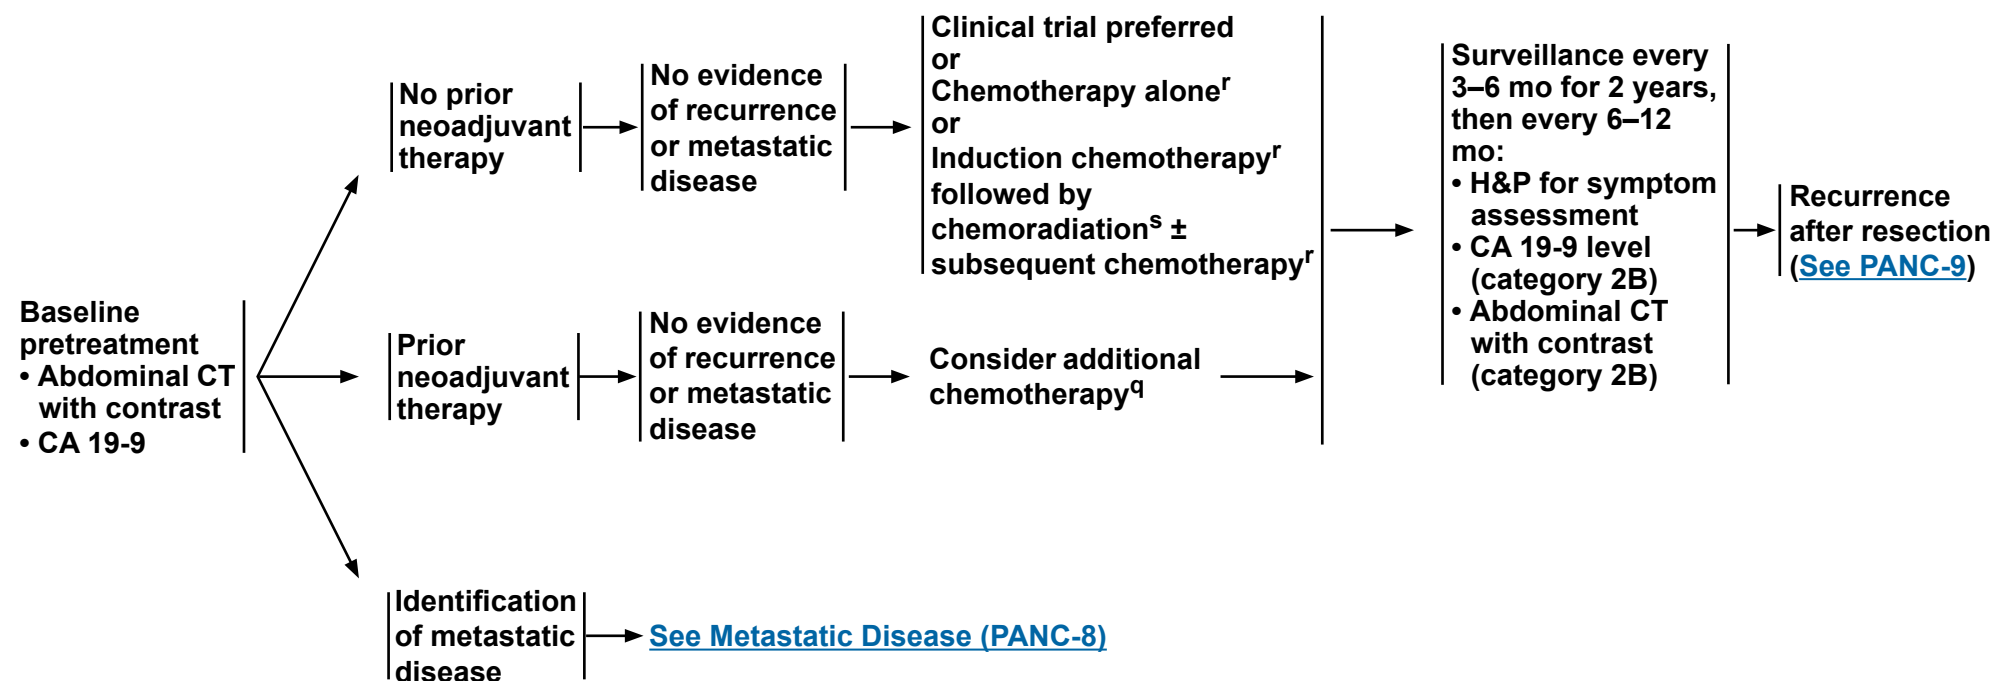 Baseline
pretreatment
• Abdominal CT
with contrast
• CA 19-9
No prior
neoadjuvant
therapy
No evidence
of recurrence
or metastatic
disease
Clinical trial preferred
or
Chemotherapy aloneʳ
or
Induction chemotherapyʳ
followed by
chemoradiationˢ ±
subsequent chemotherapyʳ
Prior
neoadjuvant
therapy
No evidence
of recurrence
or metastatic
disease
Consider additional
chemotherapy^q
Surveillance every
3–6 mo for 2 years,
then every 6–12
mo:
• H&P for symptom
assessment
• CA 19-9 level
(category 2B)
• Abdominal CT
with contrast
(category 2B)
Recurrence
after resection
(See PANC-9)
Identification
of metastatic
disease
See Metastatic Disease (PANC-8)